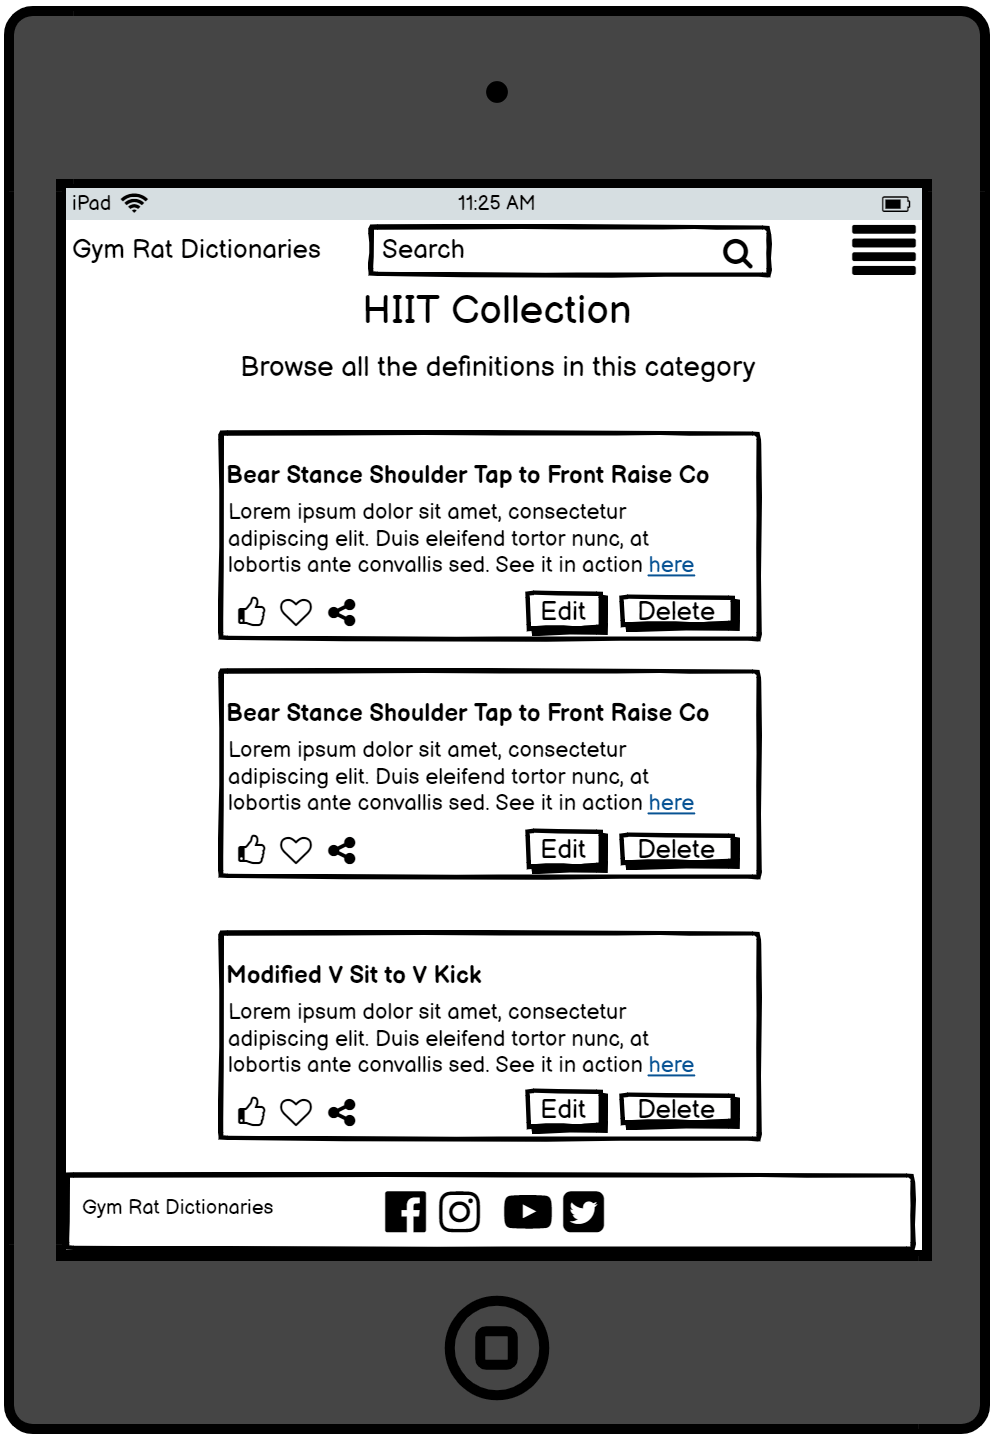 iPad 11:25 AM
Gym Rat Dictionaries Search
HIIT Collection
Browse all the definitions in this category
Bear Stance Shoulder Tap to Front Raise Co
Lorem ipsum dolor sit amet, consectetur
adipiscing elit. Duis eleifend tortor nunc, at
lobortis ante convallis sed. See it in action here
Edit Delete
Bear Stance Shoulder Tap to Front Raise Co
Lorem ipsum dolor sit amet, consectetur
adipiscing elit. Duis eleifend tortor nunc, at
lobortis ante convallis sed. See it in action here
Edit Delete
Modified V Sit to V Kick
Lorem ipsum dolor sit amet, consectetur
adipiscing elit. Duis eleifend tortor nunc, at
lobortis ante convallis sed. See it in action here
Edit Delete
Gym Rat Dictionaries